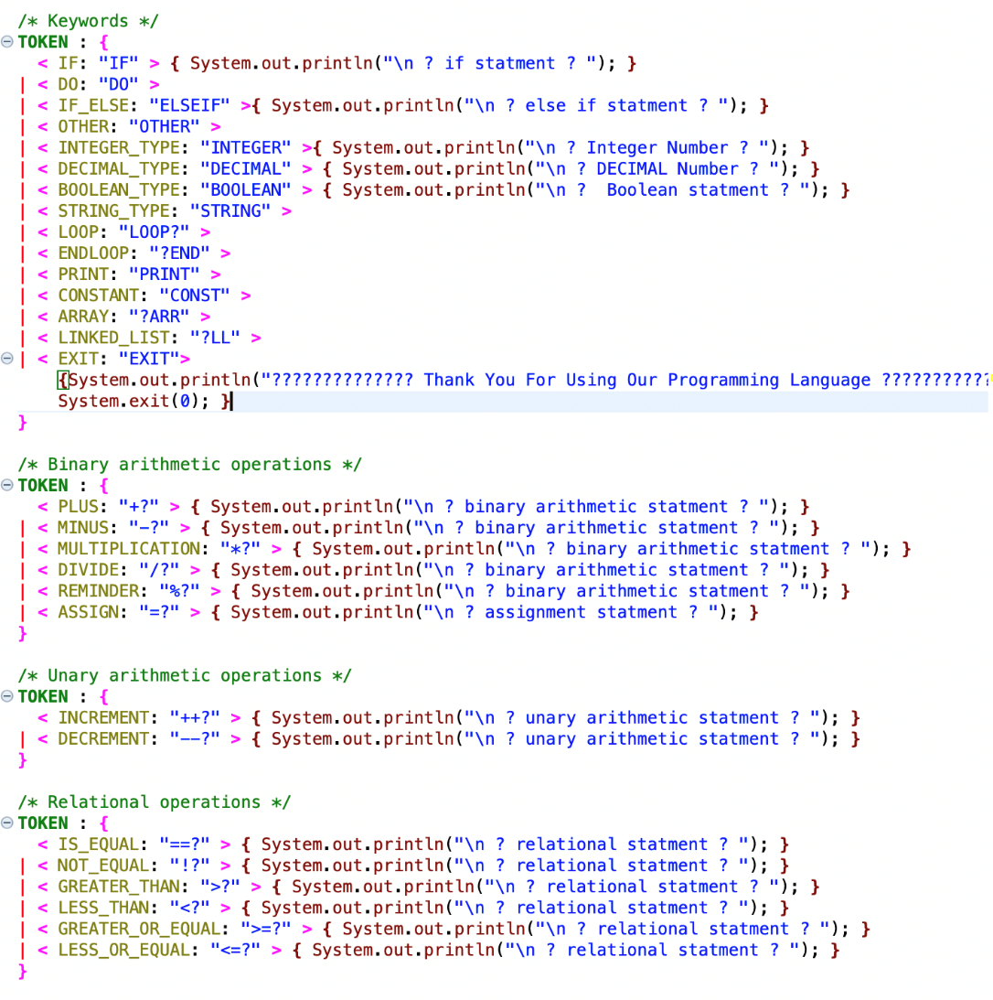 /* Keywords */
TOKEN : {
< IF: "IF" > { System.out.println("\n ? if statment ? "); }
| < DO: "DO" >
| < IF_ELSE: "ELSEIF" >{ System.out.println("\n ? else if statment ? "); }
| < OTHER: "OTHER" >
| < INTEGER_TYPE: "INTEGER" >{ System.out.println("\n ? Integer Number ? "); }
| < DECIMAL_TYPE: "DECIMAL" > { System.out.println("\n ? DECIMAL Number ? "); }
| < BOOLEAN_TYPE: "BOOLEAN" > { System.out.println("\n ?  Boolean statment ? "); }
| < STRING_TYPE: "STRING" >
| < LOOP: "LOOP?" >
| < ENDLOOP: "?END" >
| < PRINT: "PRINT" >
| < CONSTANT: "CONST" >
| < ARRAY: "?ARR" >
| < LINKED_LIST: "?LL" >
| < EXIT: "EXIT">
{System.out.println("?????????????? Thank You For Using Our Programming Language ???????????
System.exit(0); }
}
/* Binary arithmetic operations */
TOKEN : {
< PLUS: "+?" > { System.out.println("\n ? binary arithmetic statment ? "); }
| < MINUS: "-?" > { System.out.println("\n ? binary arithmetic statment ? "); }
| < MULTIPLICATION: "*?" > { System.out.println("\n ? binary arithmetic statment ? "); }
| < DIVIDE: "/?" > { System.out.println("\n ? binary arithmetic statment ? "); }
| < REMINDER: "%?" > { System.out.println("\n ? binary arithmetic statment ? "); }
| < ASSIGN: "=?" > { System.out.println("\n ? assignment statment ? "); }
}
/* Unary arithmetic operations */
TOKEN : {
< INCREMENT: "++?" > { System.out.println("\n ? unary arithmetic statment ? "); }
| < DECREMENT: "--?" > { System.out.println("\n ? unary arithmetic statment ? "); }
}
/* Relational operations */
TOKEN : {
< IS_EQUAL: "==?" > { System.out.println("\n ? relational statment ? "); }
| < NOT_EQUAL: "!?" > { System.out.println("\n ? relational statment ? "); }
| < GREATER_THAN: ">?" > { System.out.println("\n ? relational statment ? "); }
| < LESS_THAN: "<?" > { System.out.println("\n ? relational statment ? "); }
| < GREATER_OR_EQUAL: ">=?" > { System.out.println("\n ? relational statment ? "); }
| < LESS_OR_EQUAL: "<=?" > { System.out.println("\n ? relational statment ? "); }
}